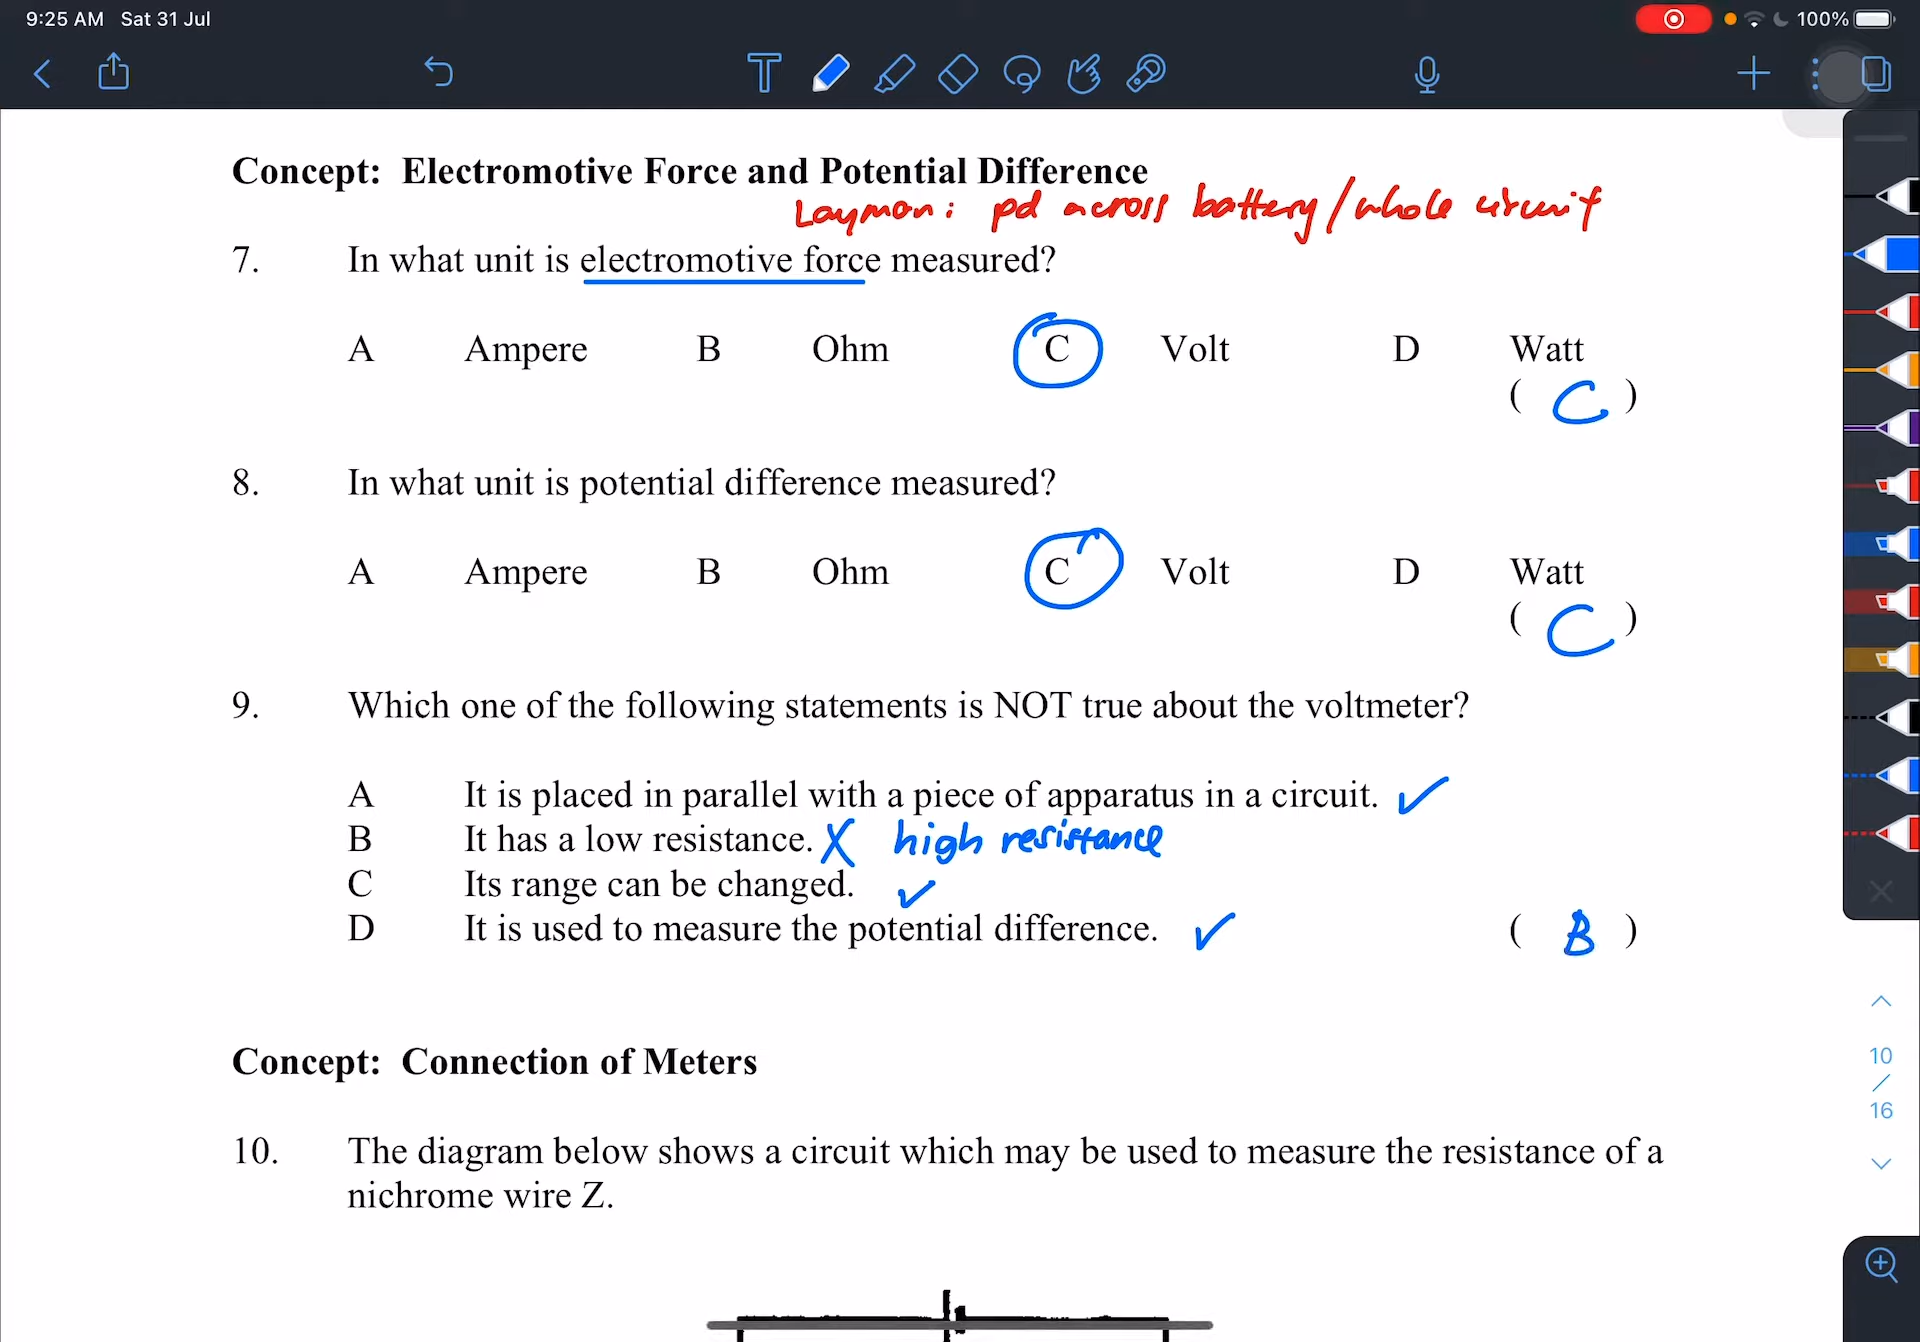 9:25 AM Sat 31 Jul 100%
Concept: Electromotive Force and Potential Difference
Layman: pd across battery/whole circuit
7. In what unit is electromotive force measured?
A Ampere B Ohm C Volt D Watt
( C )
8. In what unit is potential difference measured?
A Ampere B Ohm C Volt D Watt
( C )
9. Which one of the following statements is NOT true about the voltmeter?
A It is placed in parallel with a piece of apparatus in a circuit. ✓
B It has a low resistance. X high resistance
C Its range can be changed. ✓
D It is used to measure the potential difference. ✓ ( B )
10
/
16
Concept: Connection of Meters
10. The diagram below shows a circuit which may be used to measure the resistance of a
nichrome wire Z.